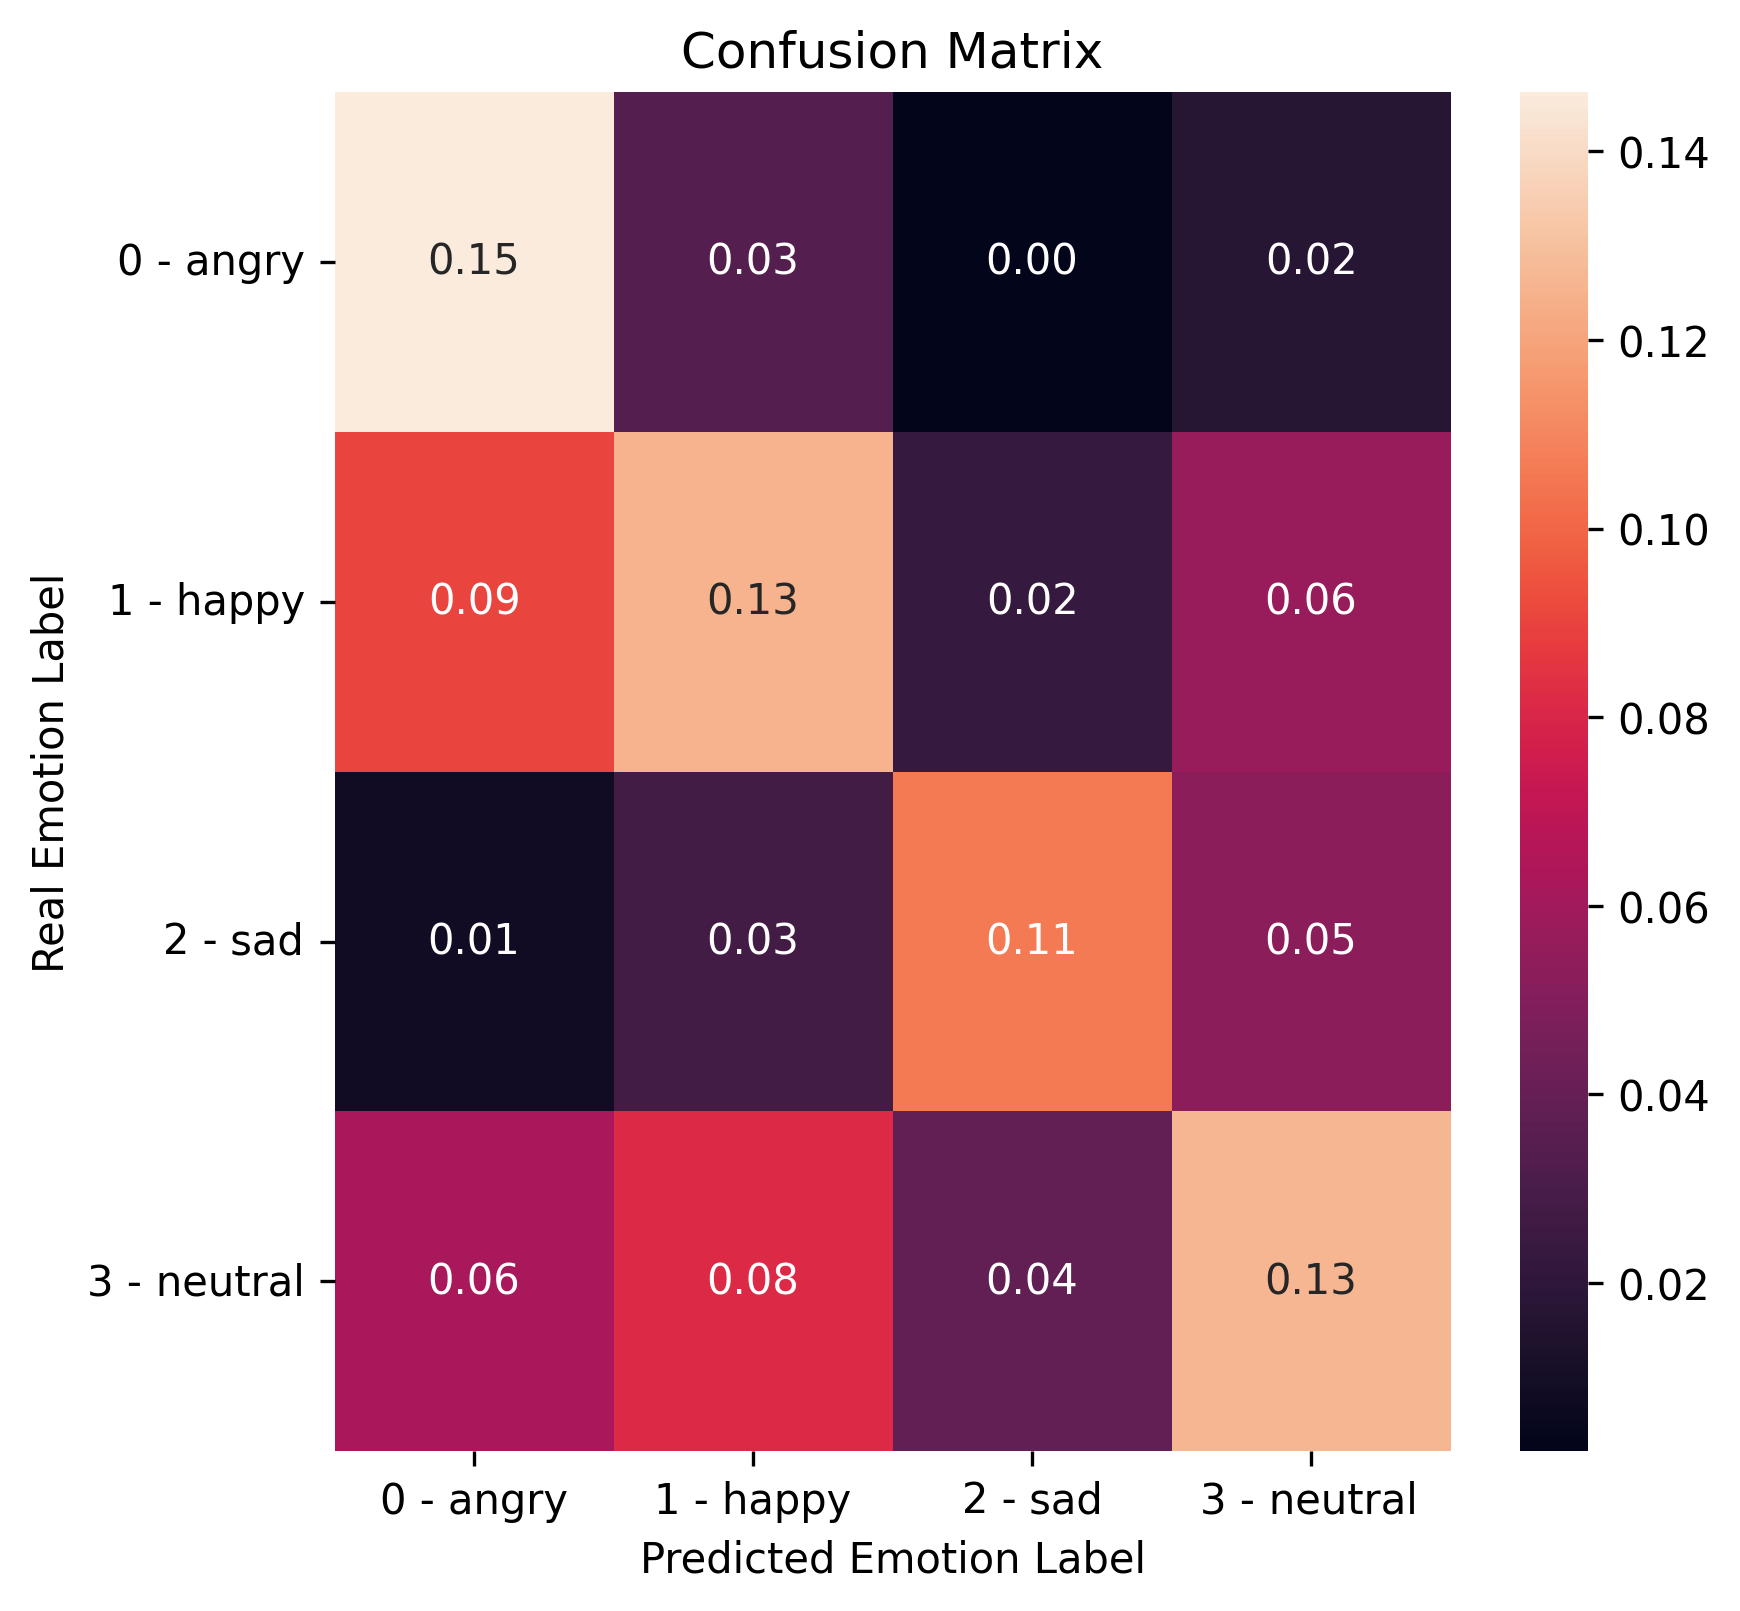 Confusion Matrix
0 - angry
0.15
0.03
0.00
0.02
1 - happy
0.09
0.13
0.02
0.06
2 - sad
0.01
0.03
0.11
0.05
3 - neutral
0.06
0.08
0.04
0.13
0 - angry
1 - happy
2 - sad
3 - neutral
Predicted Emotion Label
Real Emotion Label
0.14
0.12
0.10
0.08
0.06
0.04
0.02